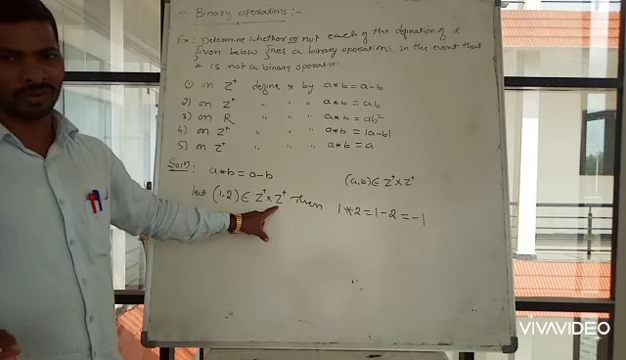 - Binary operations:-
Ex: Determine whether or not each of the defination of *
given below gives a binary operation. In the event that
* is not a binary operation
1) on Z⁺ define * by a*b = a-b
2) on Z⁺ " " a*b = ab
3) on R " " a*b = ab²
4) on Z⁺ " " a*b = |a-b|
5) on Z⁺ " " a*b = a
Soln: a*b = a-b
(a,b) ∈ Z⁺ x Z⁺
let (1,2) ∈ Z⁺ x Z⁺ Then 1*2 = 1-2 = -1
VIVAVIDEO